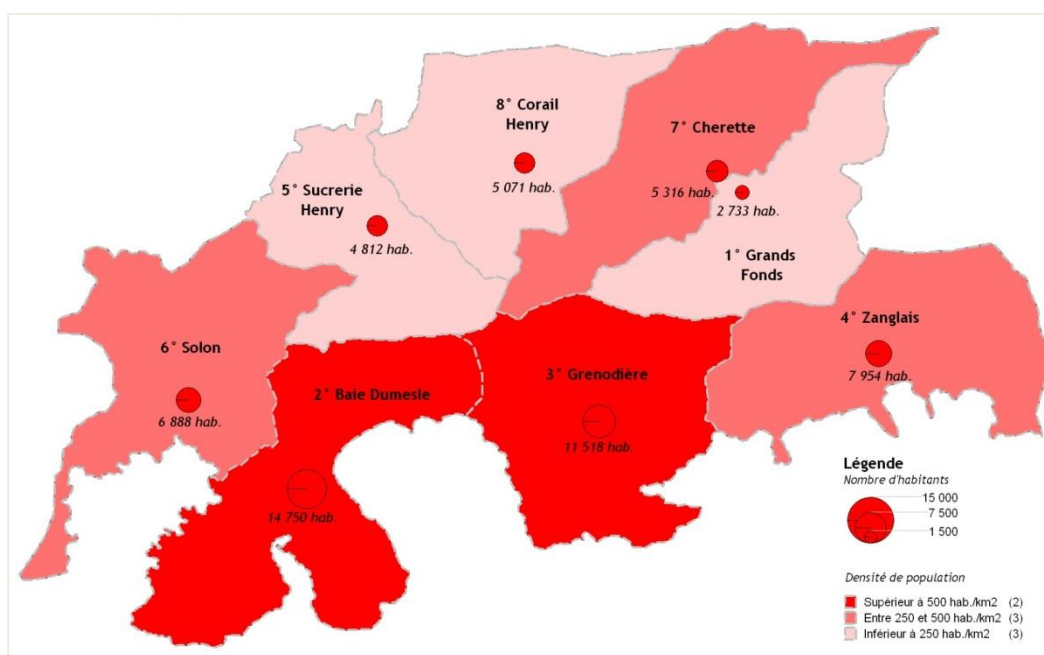 8° Corail
Henry
5 071 hab.
7° Cherette
5 316 hab.
2 733 hab.
5° Sucrerie
Henry
4 812 hab.
1° Grands
Fonds
4° Zanglais
7 954 hab.
6° Solon
6 888 hab.
2° Baie Dumesle
14 750 hab.
3° Grenodière
11 518 hab.
Légende
Nombre d'habitants
15 000
7 500
1 500
Densité de population
Supérieur à 500 hab./km2 (2)
Entre 250 et 500 hab./km2 (3)
Inférieur à 250 hab./km2 (3)